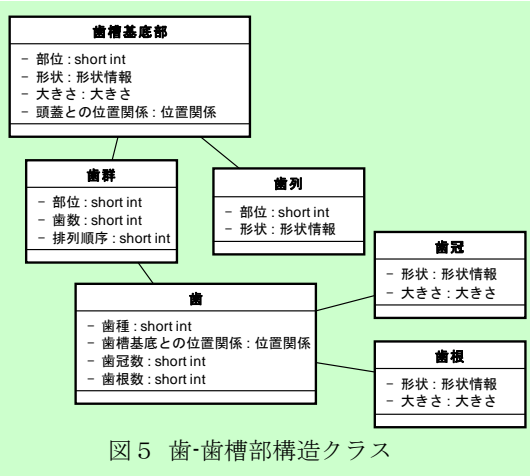 歯槽基底部
- 部位 : short int
- 形状 : 形状情報
- 大きさ : 大きさ
- 頭蓋との位置関係 : 位置関係
歯群
- 部位 : short int
- 歯数 : short int
- 排列順序 : short int
歯列
- 部位 : short int
- 形状 : 形状情報
歯
- 歯種 : short int
- 歯槽基底との位置関係 : 位置関係
- 歯冠数 : short int
- 歯根数 : short int
歯冠
- 形状 : 形状情報
- 大きさ : 大きさ
歯根
- 形状 : 形状情報
- 大きさ : 大きさ
図５ 歯-歯槽部構造クラス